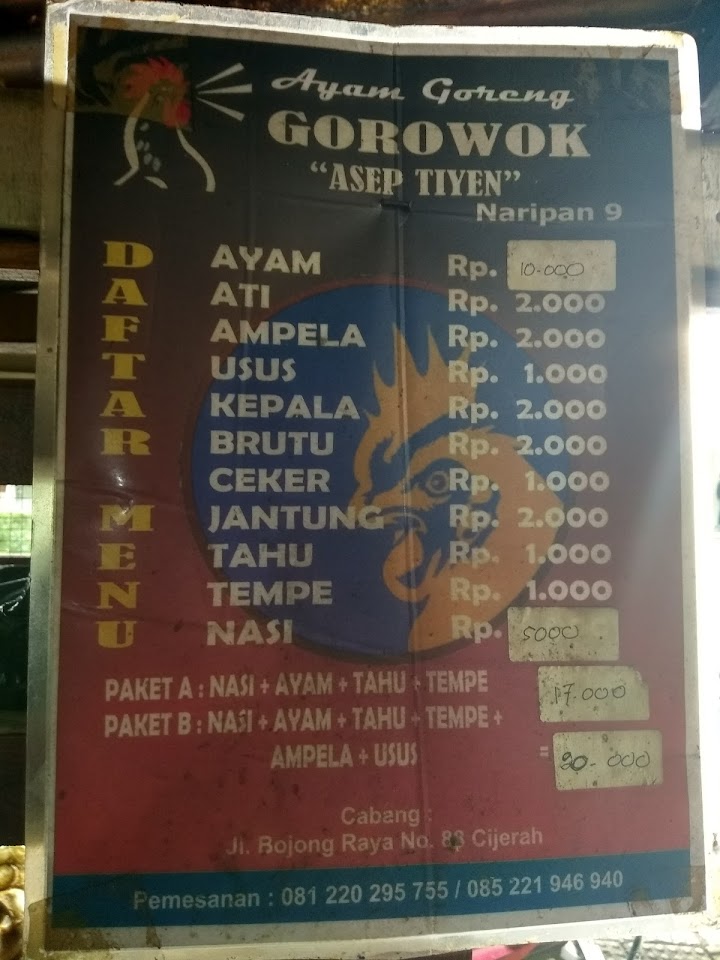 Ayam Goreng
GOROWOK
"ASEP TIYEN"
Naripan 9
DAFTAR MENU
AYAM Rp. 10.000
ATI Rp. 2.000
AMPELA Rp. 2.000
USUS Rp. 1.000
KEPALA Rp. 2.000
BRUTU Rp. 2.000
CEKER Rp. 1.000
JANTUNG Rp. 2.000
TAHU Rp. 1.000
TEMPE Rp. 1.000
NASI Rp. 5000
PAKET A : NASI + AYAM + TAHU + TEMPE 17.000
PAKET B : NASI + AYAM + TAHU + TEMPE +
AMPELA + USUS = 20-000
Cabang :
Jl. Bojong Raya No. 88 Cijerah
Pemesanan : 081 220 295 755 / 085 221 946 940